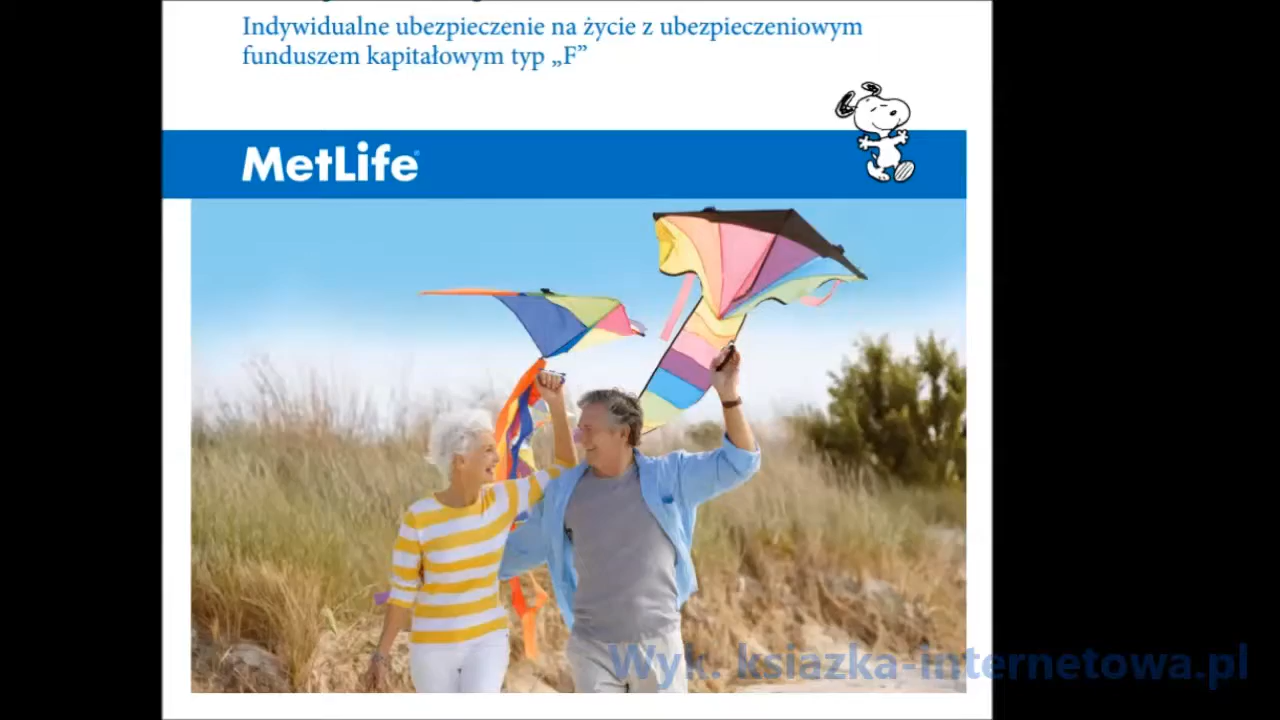 Indywidualne ubezpieczenie na życie z ubezpieczeniowym
funduszem kapitałowym typ „F”
MetLife
Wyk. ksiazka-internetowa.pl